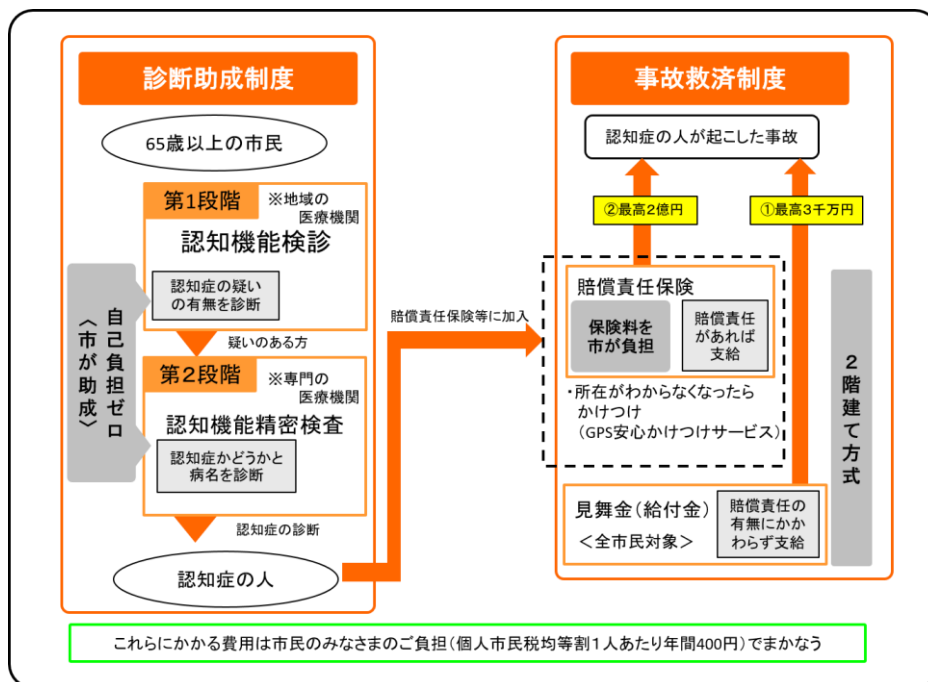 診断助成制度
65歳以上の市民
第1段階
※地域の
医療機関
認知機能検診
認知症の疑い
の有無を診断
疑いのある方
自己負担ゼロ
〈市が助成〉
第2段階
※専門の
医療機関
認知機能精密検査
認知症かどうかと
病名を診断
認知症の診断
認知症の人
賠償責任保険等に加入
事故救済制度
認知症の人が起こした事故
②最高2億円
①最高3千万円
賠償責任保険
保険料を
市が負担
賠償責任
があれば
支給
・所在がわからなくなったら
かけつけ
（GPS安心かけつけサービス）
2階建て方式
見舞金（給付金）
＜全市民対象＞
賠償責任の
有無にかか
わらず支給
これらにかかる費用は市民のみなさまのご負担（個人市民税均等割1人あたり年間400円）でまかなう